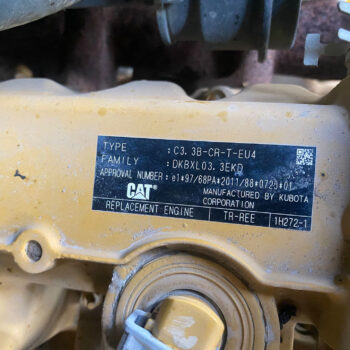 TYPE : C3.3B-CR-T-EU4
FAMILY : DKBXL03.3EKD
APPROVAL NUMBER : e1*97/68PA*2011/88*0723*01
CAT MANUFACTURED BY KUBOTA CORPORATION
REPLACEMENT ENGINE TR-REE 1H272-1